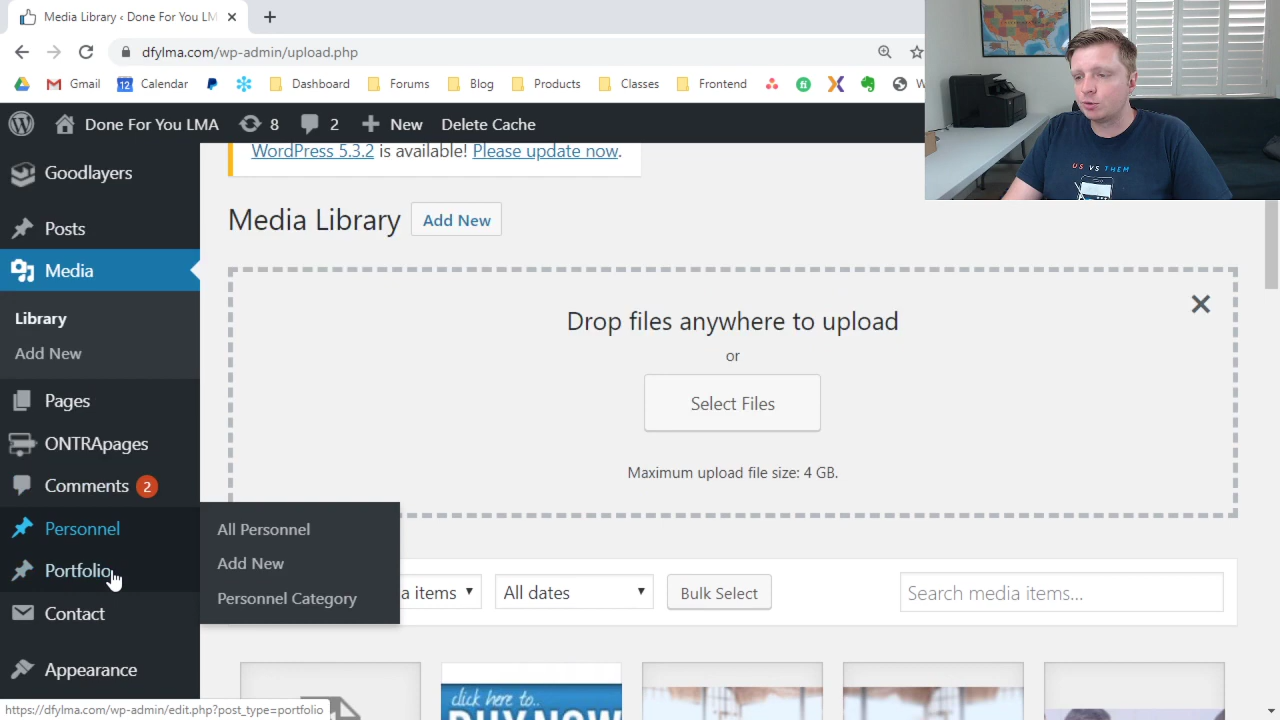 Media Library ‹ Done For You LM
dfylma.com/wp-admin/upload.php
Gmail Calendar Dashboard Forums Blog Products Classes Frontend W
Done For You LMA 8 2 New Delete Cache
WordPress 5.3.2 is available! Please update now.
Goodlayers
Posts
Media
Library
Add New
Pages
ONTRApages
Comments 2
Personnel
Portfolio
Contact
Appearance
All Personnel
Add New
Personnel Category
Media Library Add New
Drop files anywhere to upload
or
Select Files
Maximum upload file size: 4 GB.
a items All dates Bulk Select Search media items...
click here to..
BUY NOW
US VS THEM
https://dfylma.com/wp-admin/edit.php?post_type=portfolio